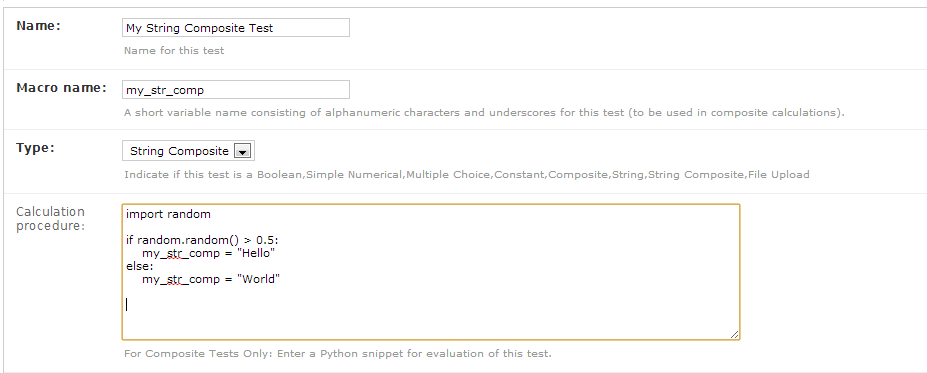 Name:
My String Composite Test
Name for this test
Macro name:
my_str_comp
A short variable name consisting of alphanumeric characters and underscores for this test (to be used in composite calculations).
Type:
String Composite
Indicate if this test is a Boolean,Simple Numerical,Multiple Choice,Constant,Composite,String,String Composite,File Upload
Calculation
procedure:
import random
if random.random() > 0.5:
    my_str_comp = "Hello"
else:
    my_str_comp = "World"
For Composite Tests Only: Enter a Python snippet for evaluation of this test.